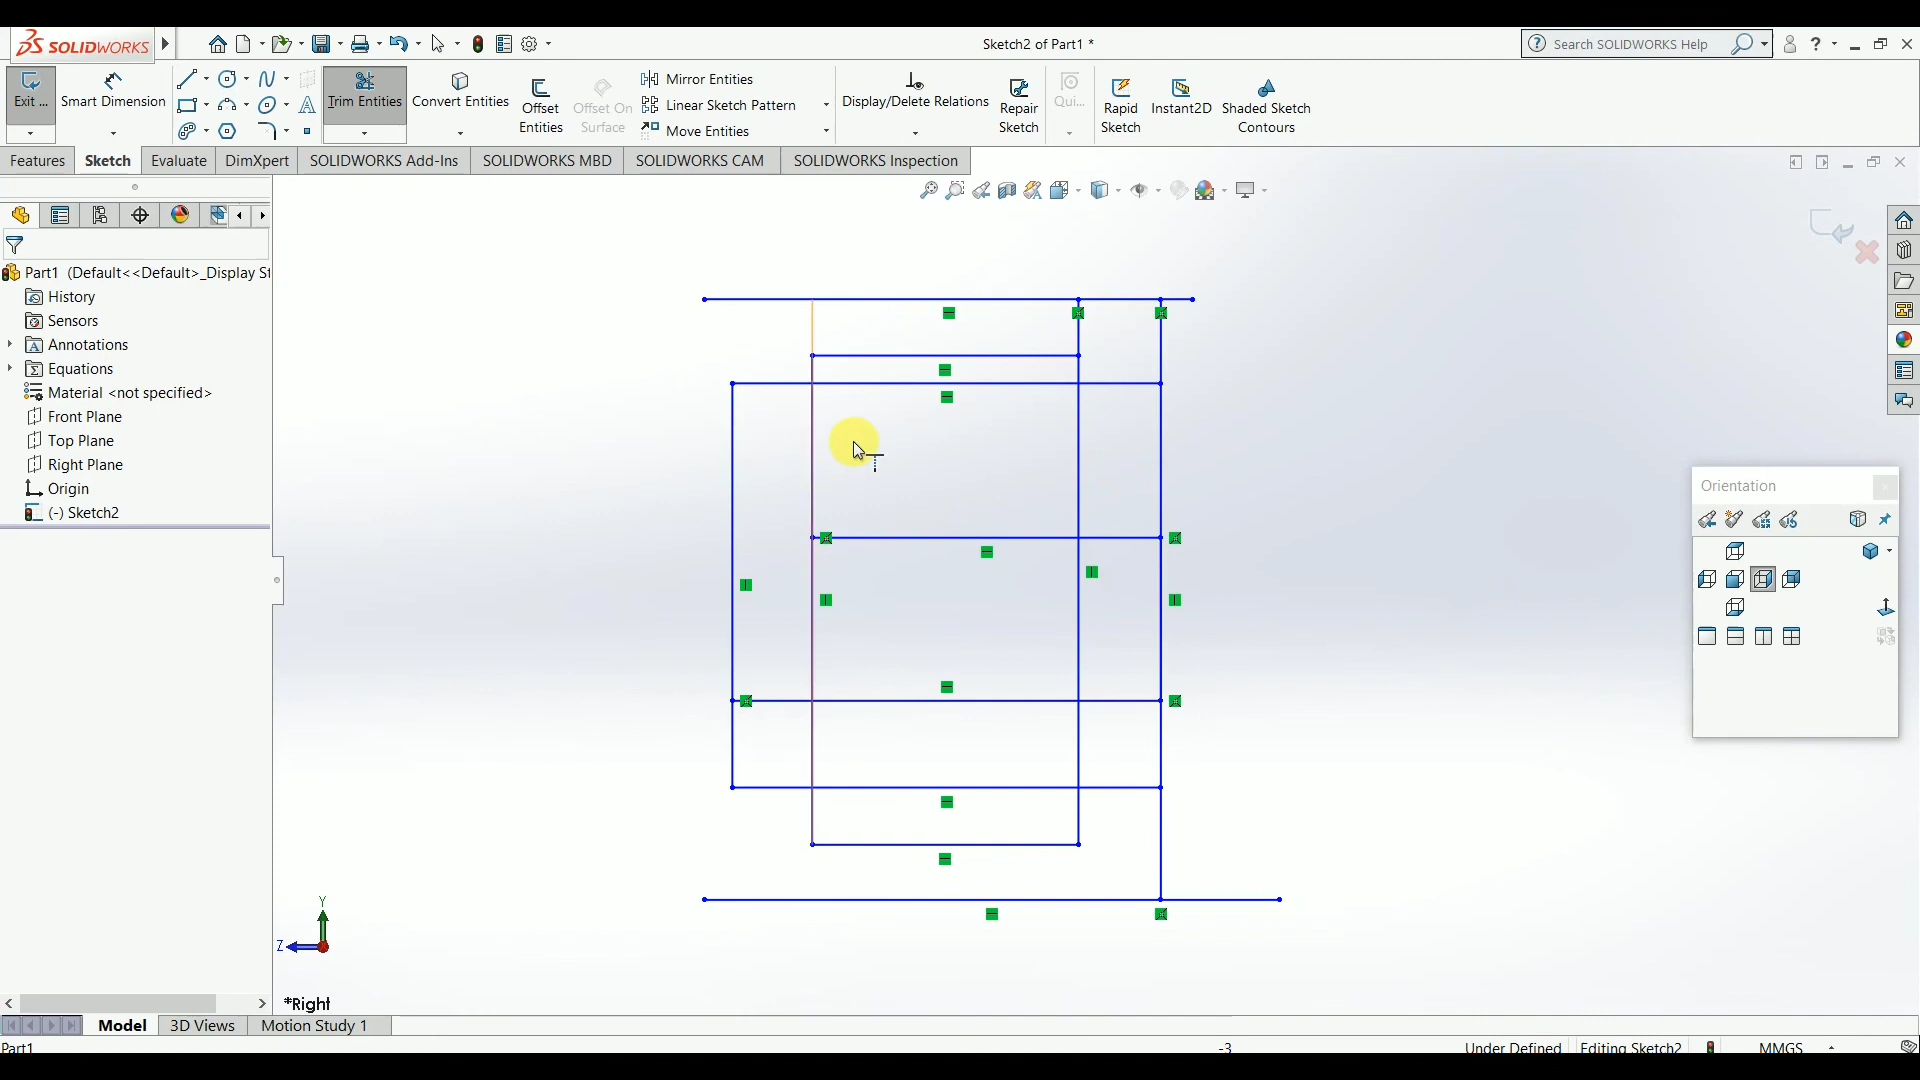 SOLIDWORKS
Sketch2 of Part1 *
Search SOLIDWORKS Help
?
Exit ...
Smart Dimension
Trim Entities
Convert Entities
Offset Entities
Offset On Surface
Mirror Entities
Linear Sketch Pattern
Move Entities
Display/Delete Relations
Repair Sketch
Qui...
Rapid Sketch
Instant2D
Shaded Sketch Contours
Features
Sketch
Evaluate
DimXpert
SOLIDWORKS Add-Ins
SOLIDWORKS MBD
SOLIDWORKS CAM
SOLIDWORKS Inspection
Part1 (Default<<Default>_Display St
History
Sensors
Annotations
Equations
Material <not specified>
Front Plane
Top Plane
Right Plane
Origin
(-) Sketch2
Orientation
Y
Z
*Right
Model
3D Views
Motion Study 1
Part1
-3
Under Defined
Editing Sketch2
MMGS